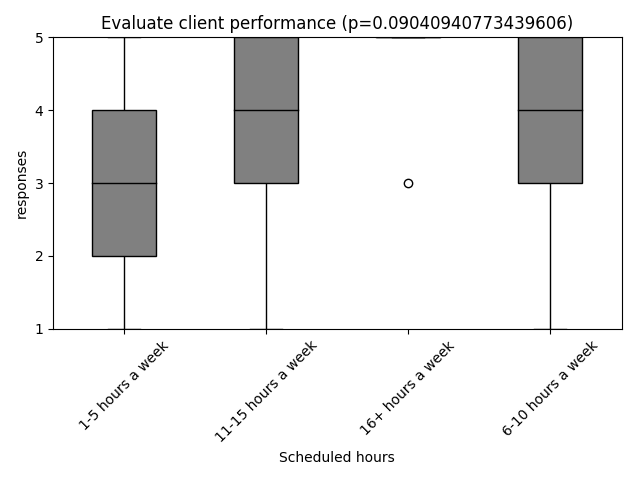 Evaluate client performance (p=0.09040940773439606)
5
4
3
2
1
responses
1-5 hours a week
11-15 hours a week
16+ hours a week
6-10 hours a week
Scheduled hours